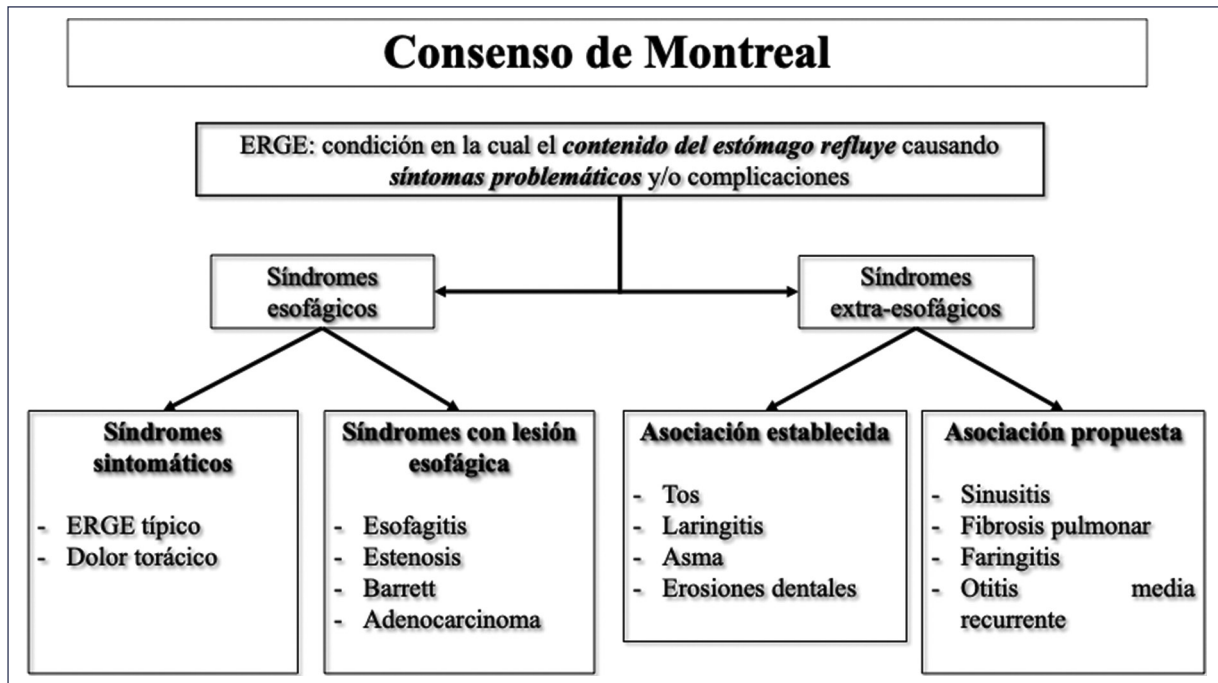 Consenso de Montreal
ERGE: condición en la cual el contenido del estómago refluye causando
síntomas problemáticos y/o complicaciones
Síndromes
esofágicos
Síndromes
extra-esofágicos
Síndromes
sintomáticos
- ERGE típico
- Dolor torácico
Síndromes con lesión
esofágica
- Esofagitis
- Estenosis
- Barrett
- Adenocarcinoma
Asociación establecida
- Tos
- Laringitis
- Asma
- Erosiones dentales
Asociación propuesta
- Sinusitis
- Fibrosis pulmonar
- Faringitis
- Otitis media
recurrente